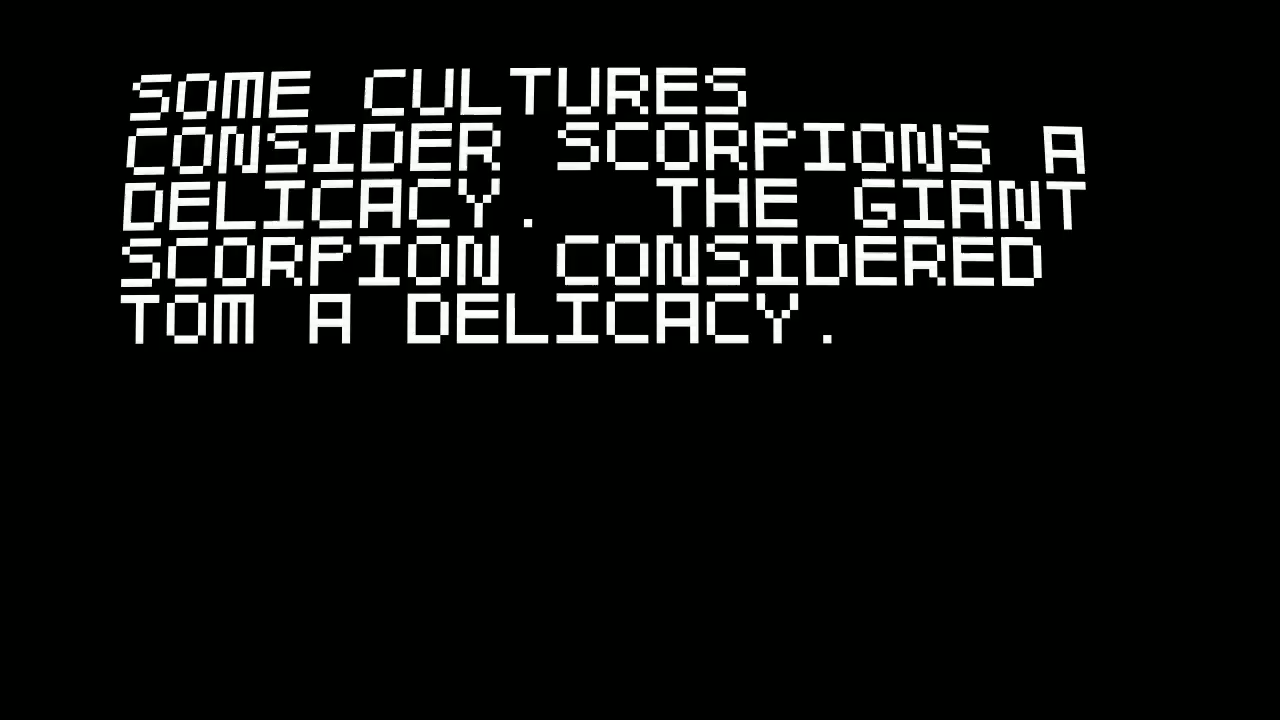 SOME CULTURES
CONSIDER SCORPIONS A
DELICACY.  THE GIANT
SCORPION CONSIDERED
TOM A DELICACY.